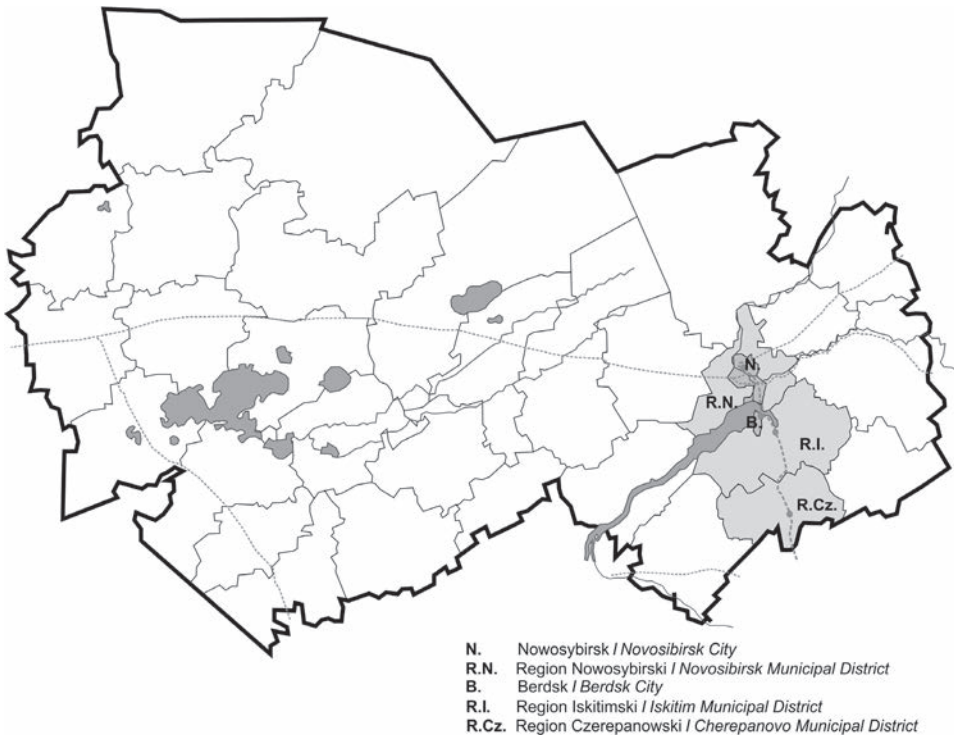 N.
R.N.
B.
R.I.
R.Cz.
N. Nowosybirsk / Novosibirsk City
R.N. Region Nowosybirski / Novosibirsk Municipal District
B. Berdsk / Berdsk City
R.I. Region Iskitimski / Iskitim Municipal District
R.Cz. Region Czerepanowski / Cherepanovo Municipal District